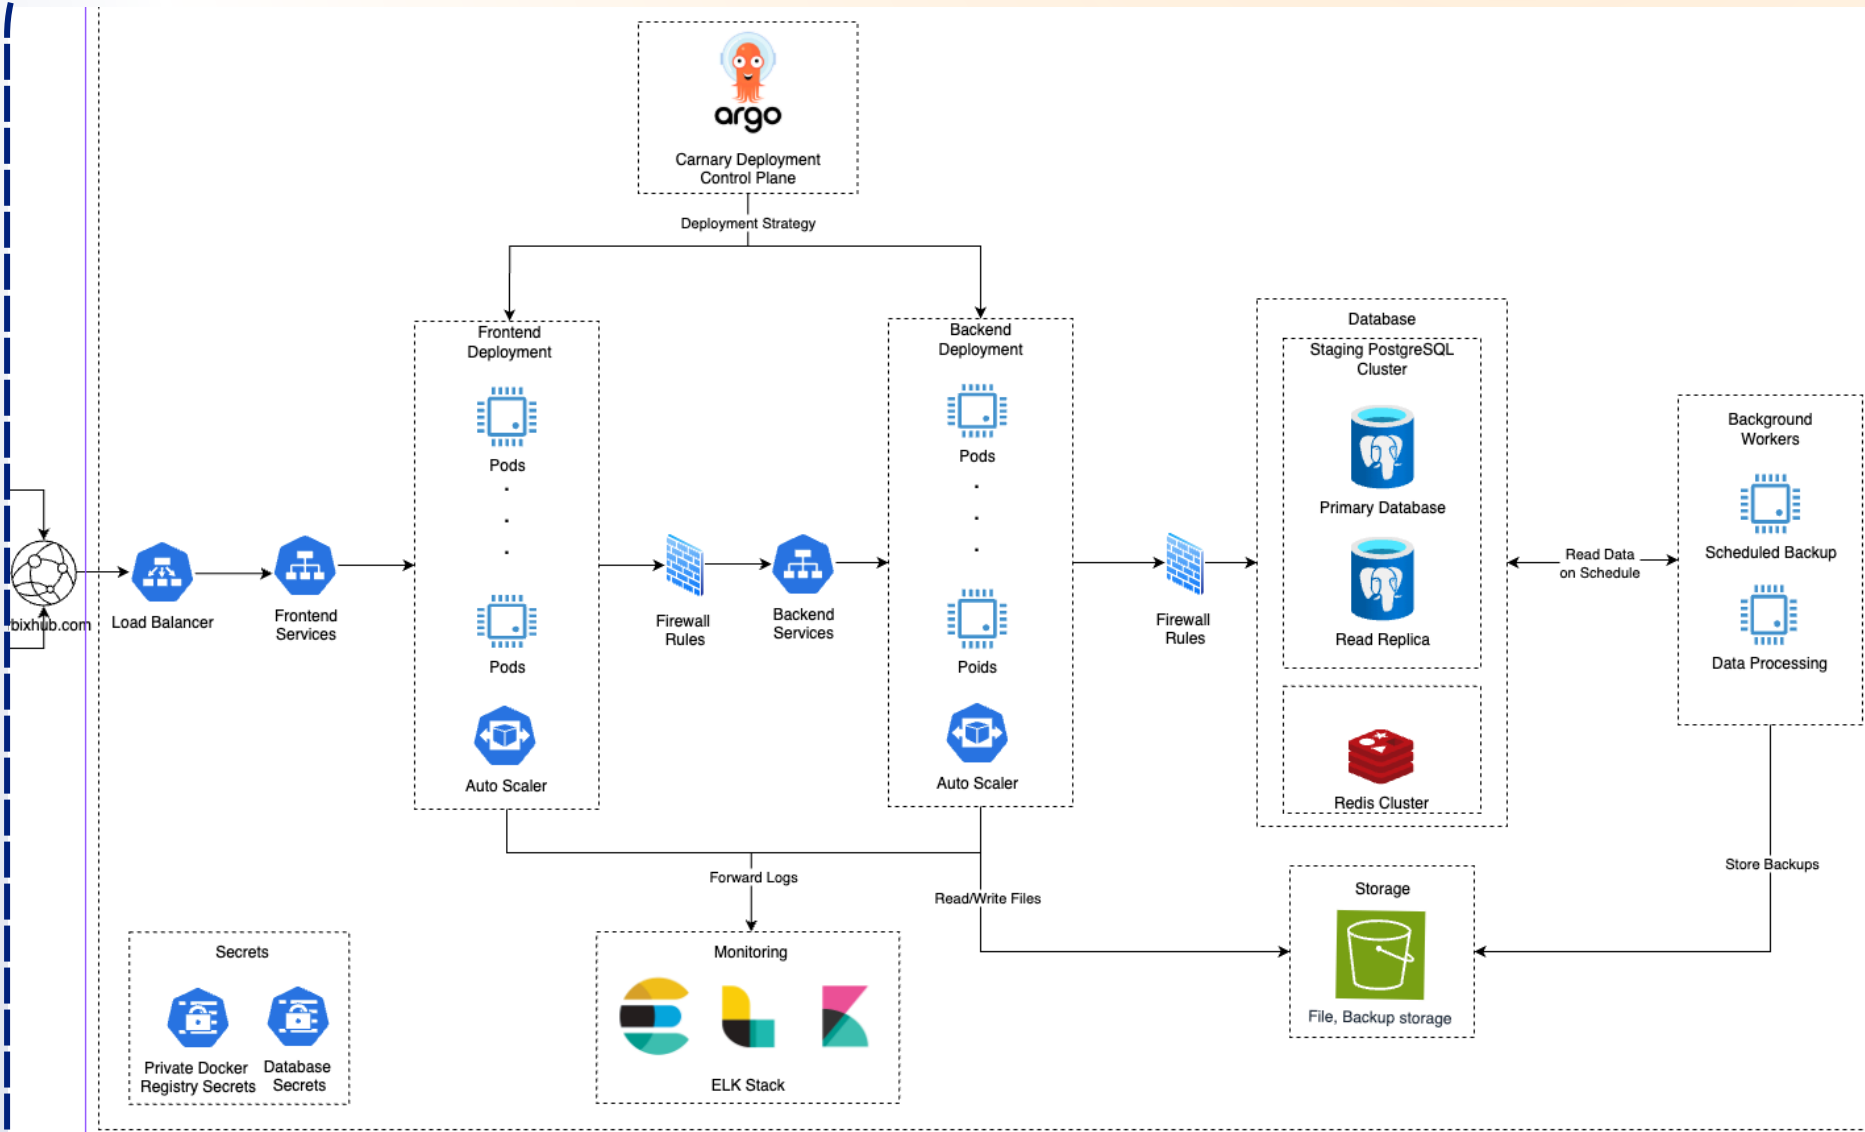 argo
Carnary Deployment
Control Plane
Deployment Strategy
Frontend
Deployment
Pods
.
.
.
Pods
Auto Scaler
Backend
Deployment
Pods
.
.
.
Poids
Auto Scaler
Database
Staging PostgreSQL
Cluster
Primary Database
Read Replica
Redis Cluster
Background
Workers
Scheduled Backup
Data Processing
bixhub.com
Load Balancer
Frontend
Services
Firewall
Rules
Backend
Services
Firewall
Rules
Read Data
on Schedule
Forward Logs
Read/Write Files
Store Backups
Secrets
Private Docker
Registry Secrets
Database
Secrets
Monitoring
ELK Stack
Storage
File, Backup storage